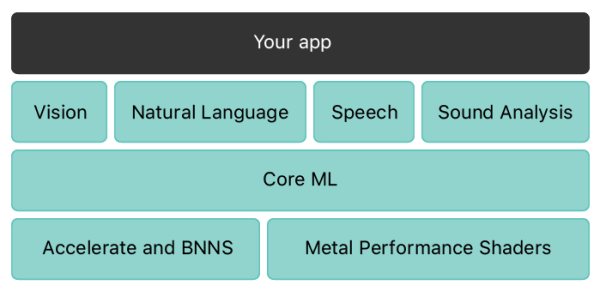 Your app
Vision
Natural Language
Speech
Sound Analysis
Core ML
Accelerate and BNNS
Metal Performance Shaders